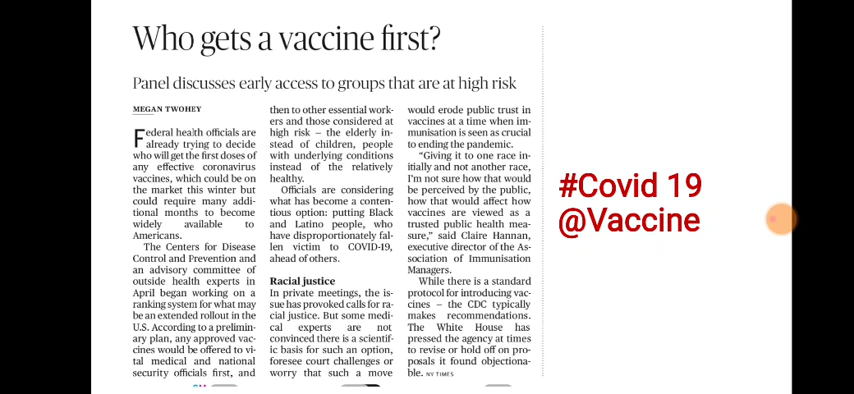 Who gets a vaccine first?
Panel discusses early access to groups that are at high risk
MEGAN TWOHEY
Federal health officials are
already trying to decide
who will get the first doses of
any effective coronavirus
vaccines, which could be on
the market this winter but
could require many addi-
tional months to become
widely available to
Americans.
The Centers for Disease
Control and Prevention and
an advisory committee of
outside health experts in
April began working on a
ranking system for what may
be an extended rollout in the
U.S. According to a prelimin-
ary plan, any approved vac-
cines would be offered to vi-
tal medical and national
security officials first, and
then to other essential work-
ers and those considered at
high risk – the elderly in-
stead of children, people
with underlying conditions
instead of the relatively
healthy.
Officials are considering
what has become a conten-
tious option: putting Black
and Latino people, who
have disproportionately fal-
len victim to COVID-19,
ahead of others.
Racial justice
In private meetings, the is-
sue has provoked calls for ra-
cial justice. But some medi-
cal experts are not
convinced there is a scientif-
ic basis for such an option,
foresee court challenges or
worry that such a move
would erode public trust in
vaccines at a time when im-
munisation is seen as crucial
to ending the pandemic.
“Giving it to one race in-
itially and not another race,
I’m not sure how that would
be perceived by the public,
how that would affect how
vaccines are viewed as a
trusted public health mea-
sure,” said Claire Hannan,
executive director of the As-
sociation of Immunisation
Managers.
While there is a standard
protocol for introducing vac-
cines – the CDC typically
makes recommendations.
The White House has
pressed the agency at times
to revise or hold off on pro-
posals it found objectiona-
ble. NY TIMES
#Covid 19
@Vaccine